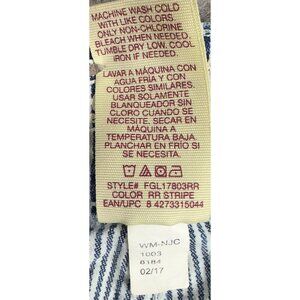 MACHINE WASH COLD
WITH LIKE COLORS
ONLY NON-CHLORINE
BLEACH WHEN NEEDED.
TUMBLE DRY LOW. COOL
IRON IF NEEDED.
LAVAR A MÁQUINA CON
AGUA FRÍA Y CON
COLORES SIMILARES.
USAR SOLAMENTE
BLANQUEADOR SIN
CLORO CUANDO SE
NECESITE. SECAR EN
MÁQUINA A
TEMPERATURA BAJA.
PLANCHAR EN FRÍO SI
SE NECESITA.
STYLE# FGL17803RR
COLOR RR STRIPE
EAN/UPC 8 4273315044
WM-NJC
1003
6184
02/17